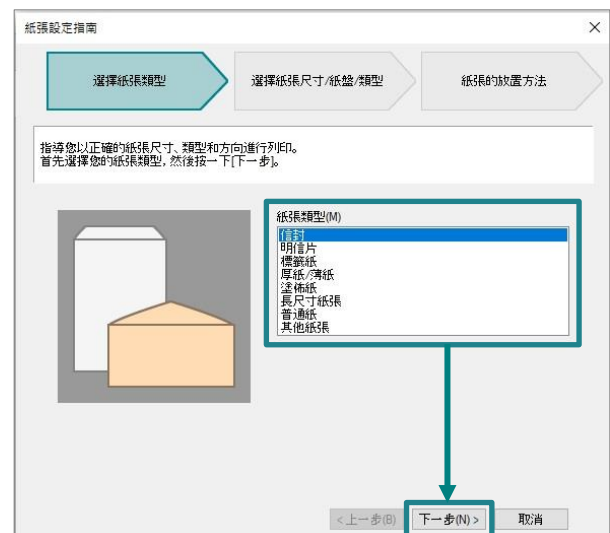 紙張設定指南
選擇紙張類型
選擇紙張尺寸/紙盤/類型
紙張的放置方法
指導您以正確的紙張尺寸、類型和方向進行列印。
首先選擇您的紙張類型, 然後按一下[下一步]。
紙張類型(M)
信封
明信片
標籤紙
厚紙/薄紙
塗佈紙
長尺寸紙張
普通紙
其他紙張
<上一步(B)
下一步(N) >
取消